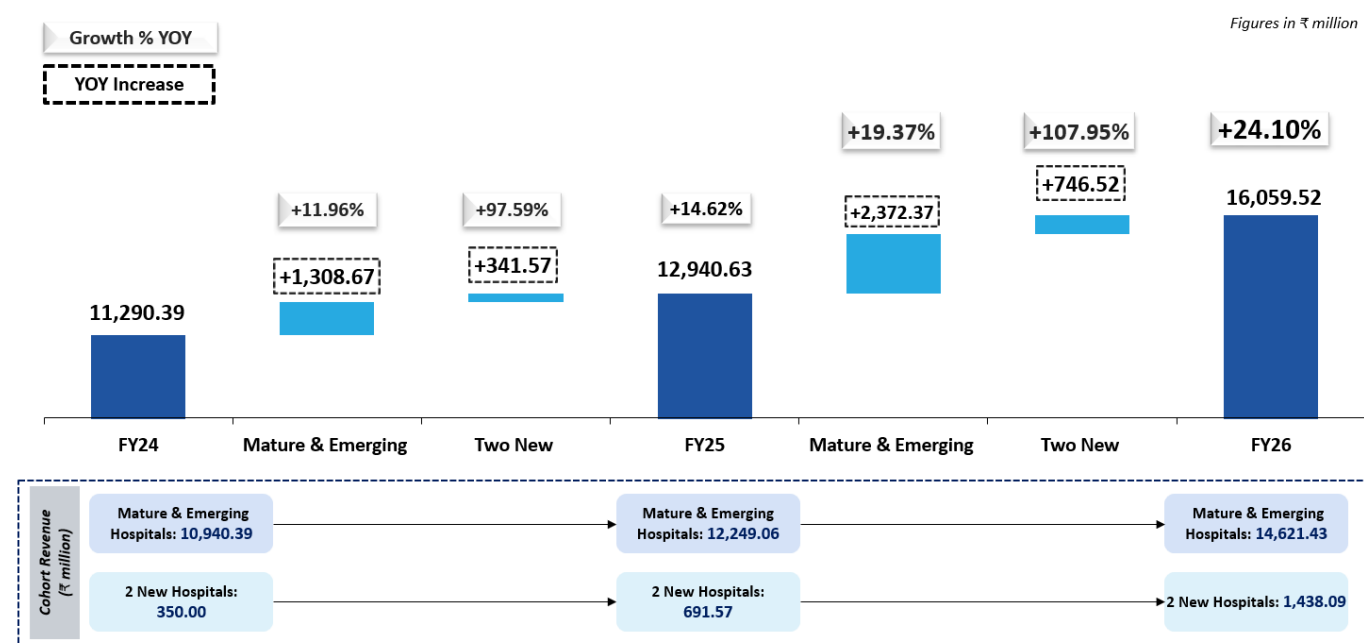 Figures in ₹ million
Growth % YOY
YOY Increase
+19.37%
+107.95%
+24.10%
+11.96%
+97.59%
+14.62%
+2,372.37
+746.52
16,059.52
+1,308.67
+341.57
12,940.63
11,290.39
FY24
Mature & Emerging
Two New
FY25
Mature & Emerging
Two New
FY26
Cohort Revenue
(₹ million)
Mature & Emerging
Hospitals: 10,940.39
Mature & Emerging
Hospitals: 12,249.06
Mature & Emerging
Hospitals: 14,621.43
2 New Hospitals:
350.00
2 New Hospitals:
691.57
2 New Hospitals: 1,438.09